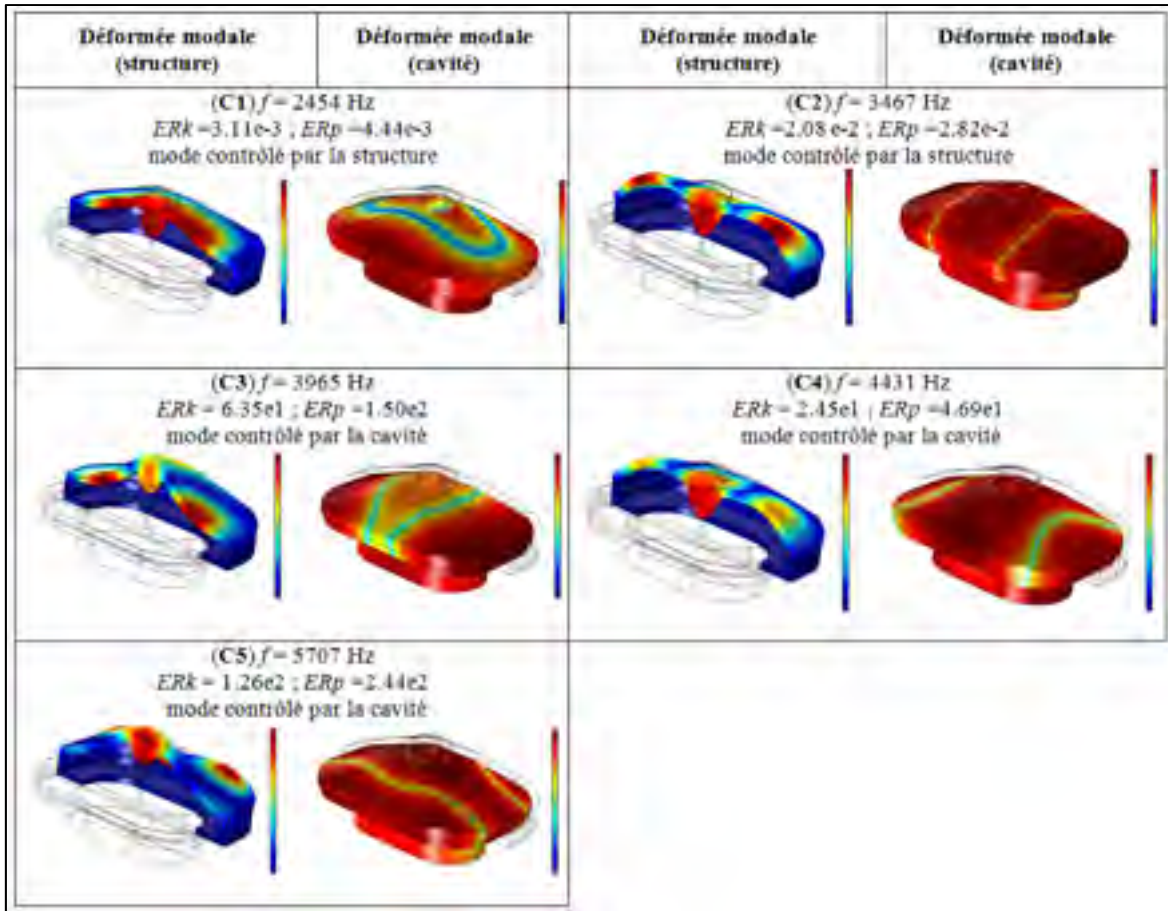 Déformée modale (structure)
Déformée modale (cavité)
Déformée modale (structure)
Déformée modale (cavité)
(C1) f = 2454 Hz
ERk =3.11e-3 ; ERp =4.44e-3
mode contrôlé par la structure
(C2) f = 3467 Hz
ERk =2.08 e-2 ; ERp =2.82e-2
mode contrôlé par la structure
(C3) f = 3965 Hz
ERk = 6.35e1 ; ERp =1.50e2
mode contrôlé par la cavité
(C4) f = 4431 Hz
ERk = 2.45e1 ; ERp =4.69e1
mode contrôlé par la cavité
(C5) f = 5707 Hz
ERk = 1.26e2 ; ERp =2.44e2
mode contrôlé par la cavité